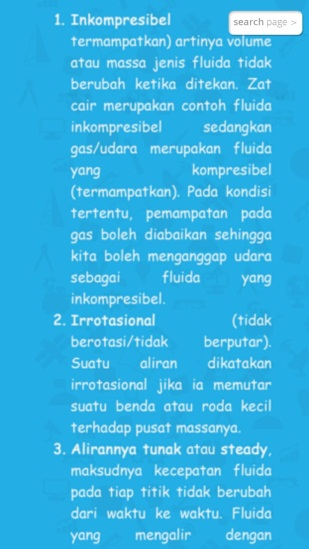 1. Inkompresibel
search page >
termampatkan) artinya volume
atau massa jenis fluida tidak
berubah ketika ditekan. Zat
cair merupakan contoh fluida
inkompresibel sedangkan
gas/udara merupakan fluida
yang kompresibel
(termampatkan). Pada kondisi
tertentu, pemampatan pada
gas boleh diabaikan sehingga
kita boleh menganggap udara
sebagai fluida yang
inkompresibel.
2. Irrotasional (tidak
berotasi/tidak berputar).
Suatu aliran dikatakan
irrotasional jika ia memutar
suatu benda atau roda kecil
terhadap pusat massanya.
3. Alirannya tunak atau steady,
maksudnya kecepatan fluida
pada tiap titik tidak berubah
dari waktu ke waktu. Fluida
yang mengalir dengan